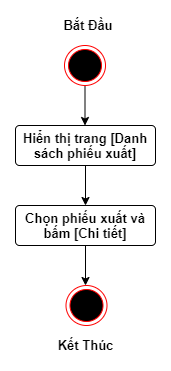 Bắt Đầu
Hiển thị trang [Danh
sách phiếu xuất]
Chọn phiếu xuất và
bấm [Chi tiết]
Kết Thúc